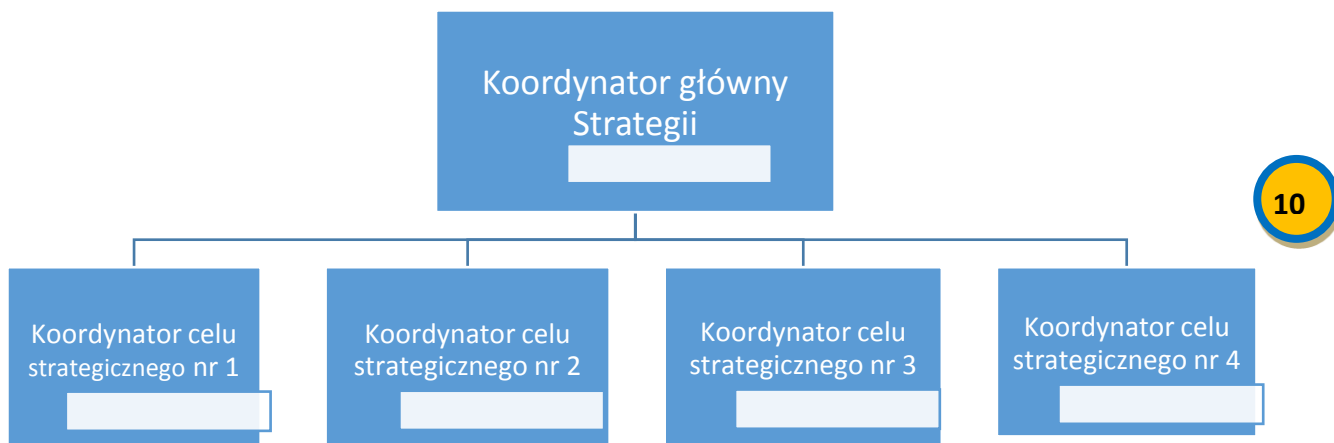 Koordynator główny
Strategii
10
Koordynator celu
strategicznego nr 1
Koordynator celu
strategicznego nr 2
Koordynator celu
strategicznego nr 3
Koordynator celu
strategicznego nr 4